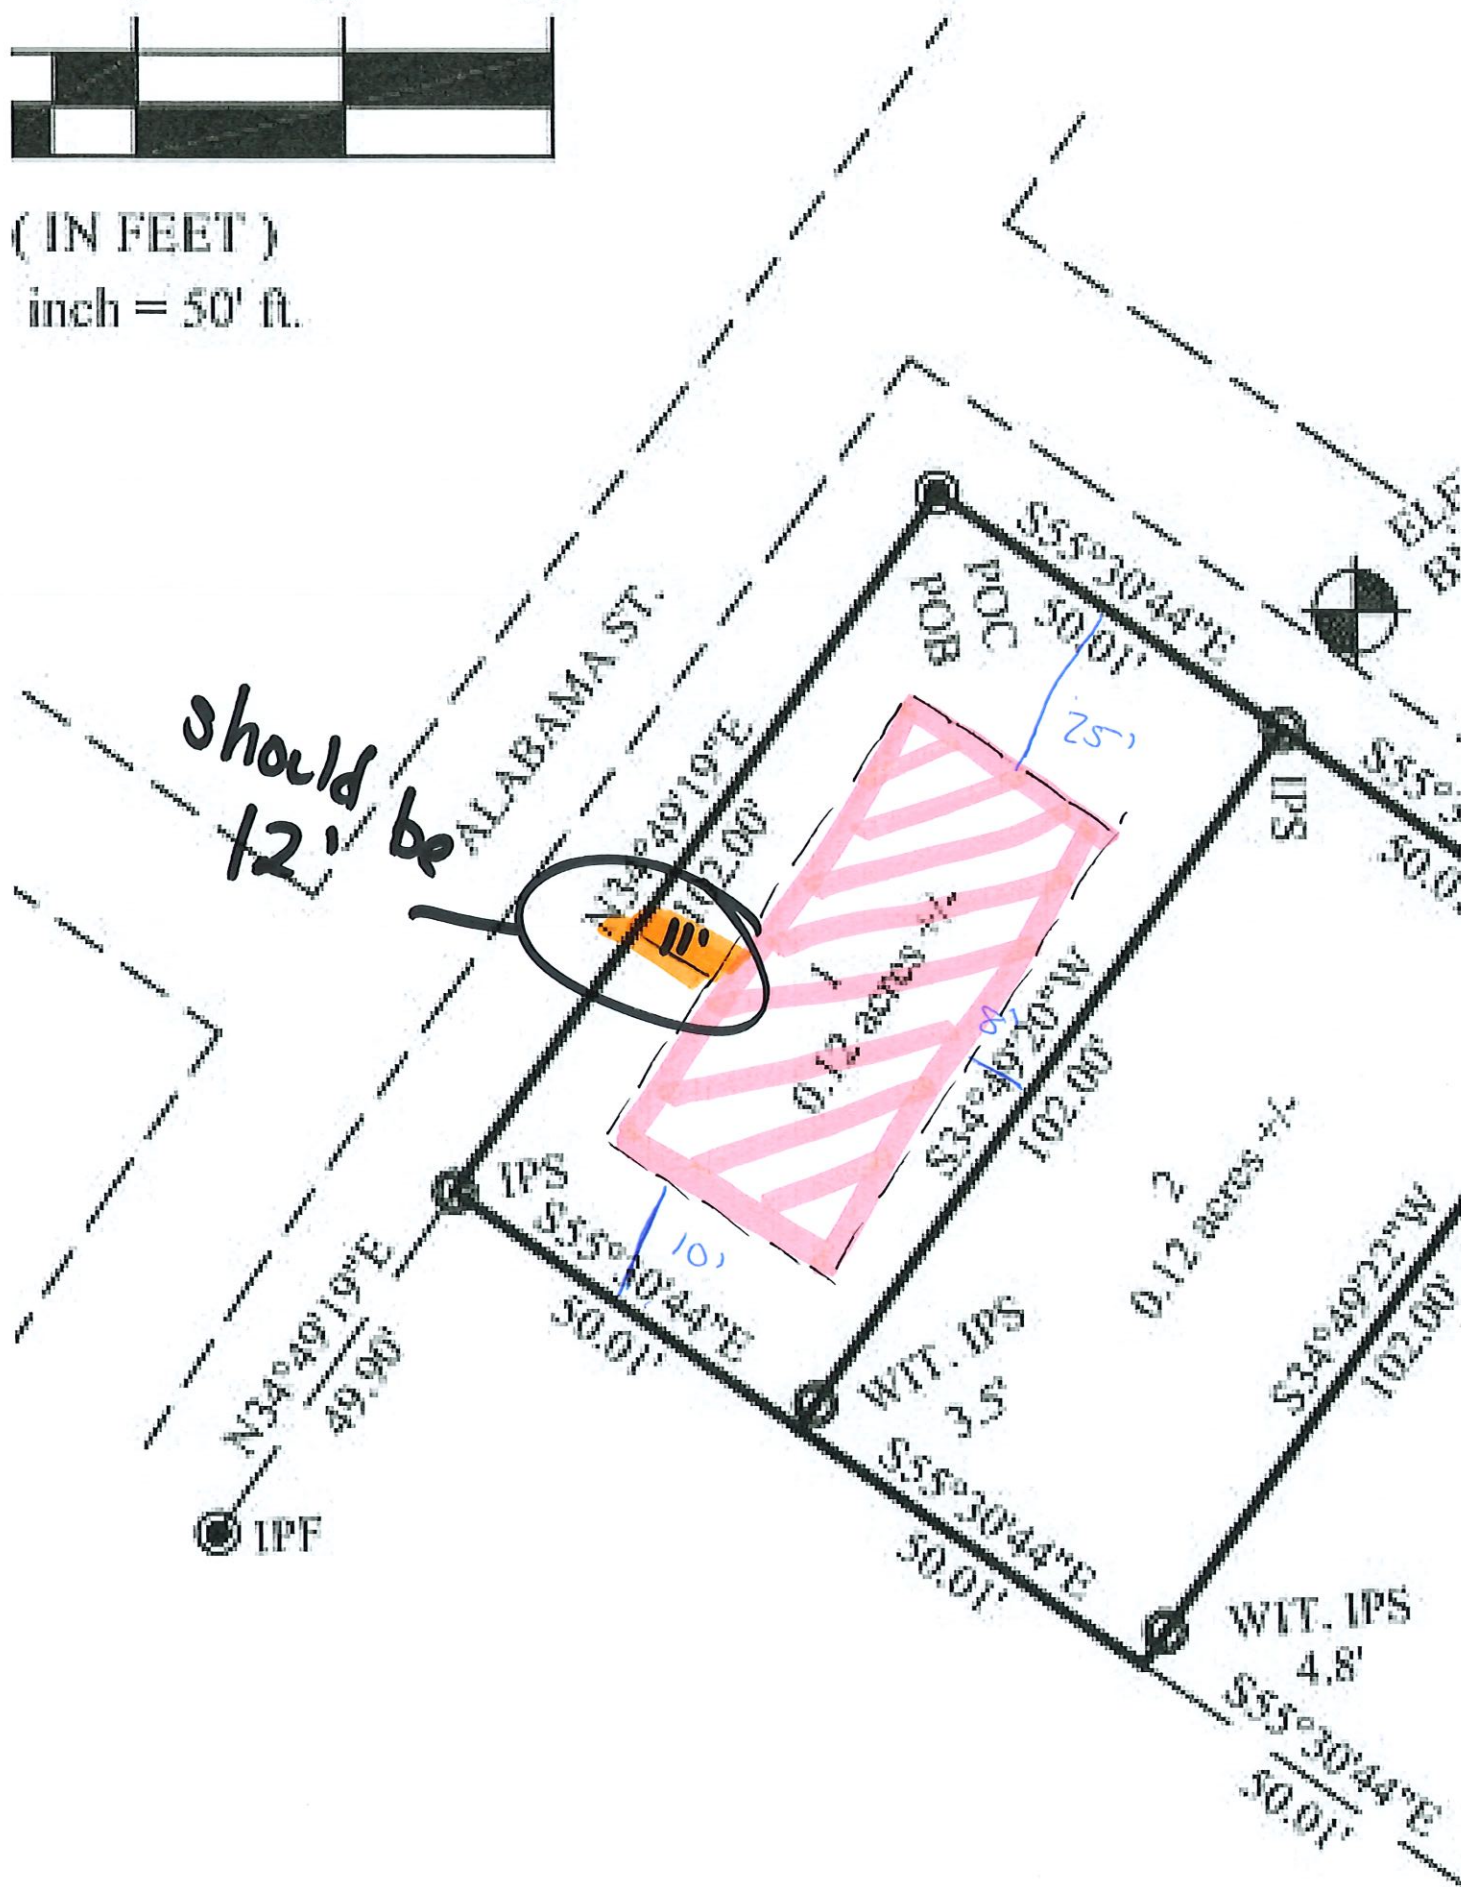 ( IN FEET )
inch = 50' ft.
S55°30'44"E
50.01'
POC
POB
IPS
50.0
ALABAMA ST.
should be
12'
N34°49'19"E
102.00'
11'
25'
1
0.12 acres +/-
8'
S34°49'20"W
102.00'
IPS
S55°30'44"E
50.01'
10'
2
0.12 acres +/-
S34°49'22"W
102.00'
N34°49'19"E
49.90'
IPF
WIT. IPS
3.5'
S55°30'44"E
50.01'
WIT. IPS
4.8'
S55°30'44"E
50.01'